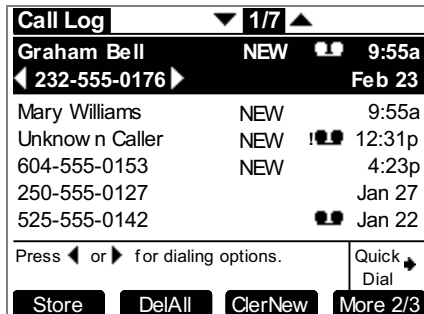 Call Log 1/7
Graham Bell NEW 9:55a
232-555-0176 Feb 23
Mary Williams NEW 9:55a
Unknow n Caller NEW ! 12:31p
604-555-0153 NEW 4:23p
250-555-0127 Jan 27
525-555-0142 Jan 22
Press or for dialing options.
Quick
Dial
Store DelAll ClerNew More 2/3